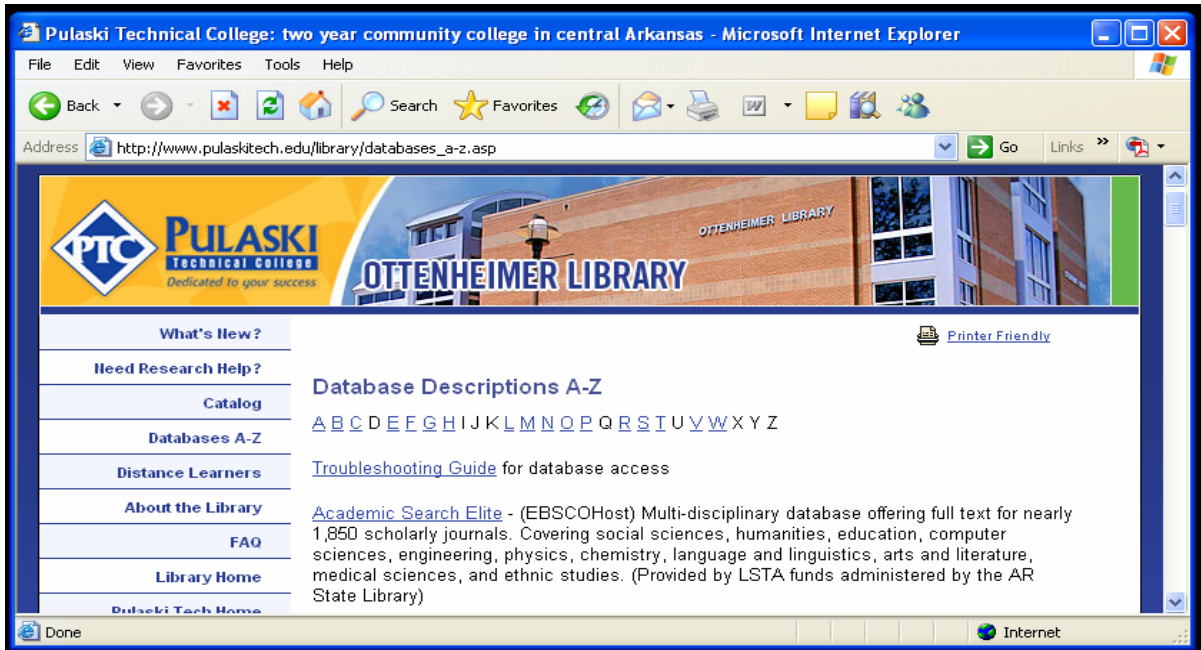 Pulaski Technical College: two year community college in central Arkansas - Microsoft Internet Explorer
File Edit View Favorites Tools Help
Back Search Favorites
Address http://www.pulaskitech.edu/library/databases_a-z.asp Go Links »
PTC
PULASKI
Technical College
Dedicated to your success
OTTENHEIMER LIBRARY
OTTENHEIMER LIBRARY
What's New?
Need Research Help?
Catalog
Databases A-Z
Distance Learners
About the Library
FAQ
Library Home
Pulaski Tech Home
Printer Friendly
Database Descriptions A-Z
A B C D E F G H I J K L M N O P Q R S T U V W X Y Z
Troubleshooting Guide for database access
Academic Search Elite - (EBSCOHost) Multi-disciplinary database offering full text for nearly
1,850 scholarly journals. Covering social sciences, humanities, education, computer
sciences, engineering, physics, chemistry, language and linguistics, arts and literature,
medical sciences, and ethnic studies. (Provided by LSTA funds administered by the AR
State Library)
Done Internet